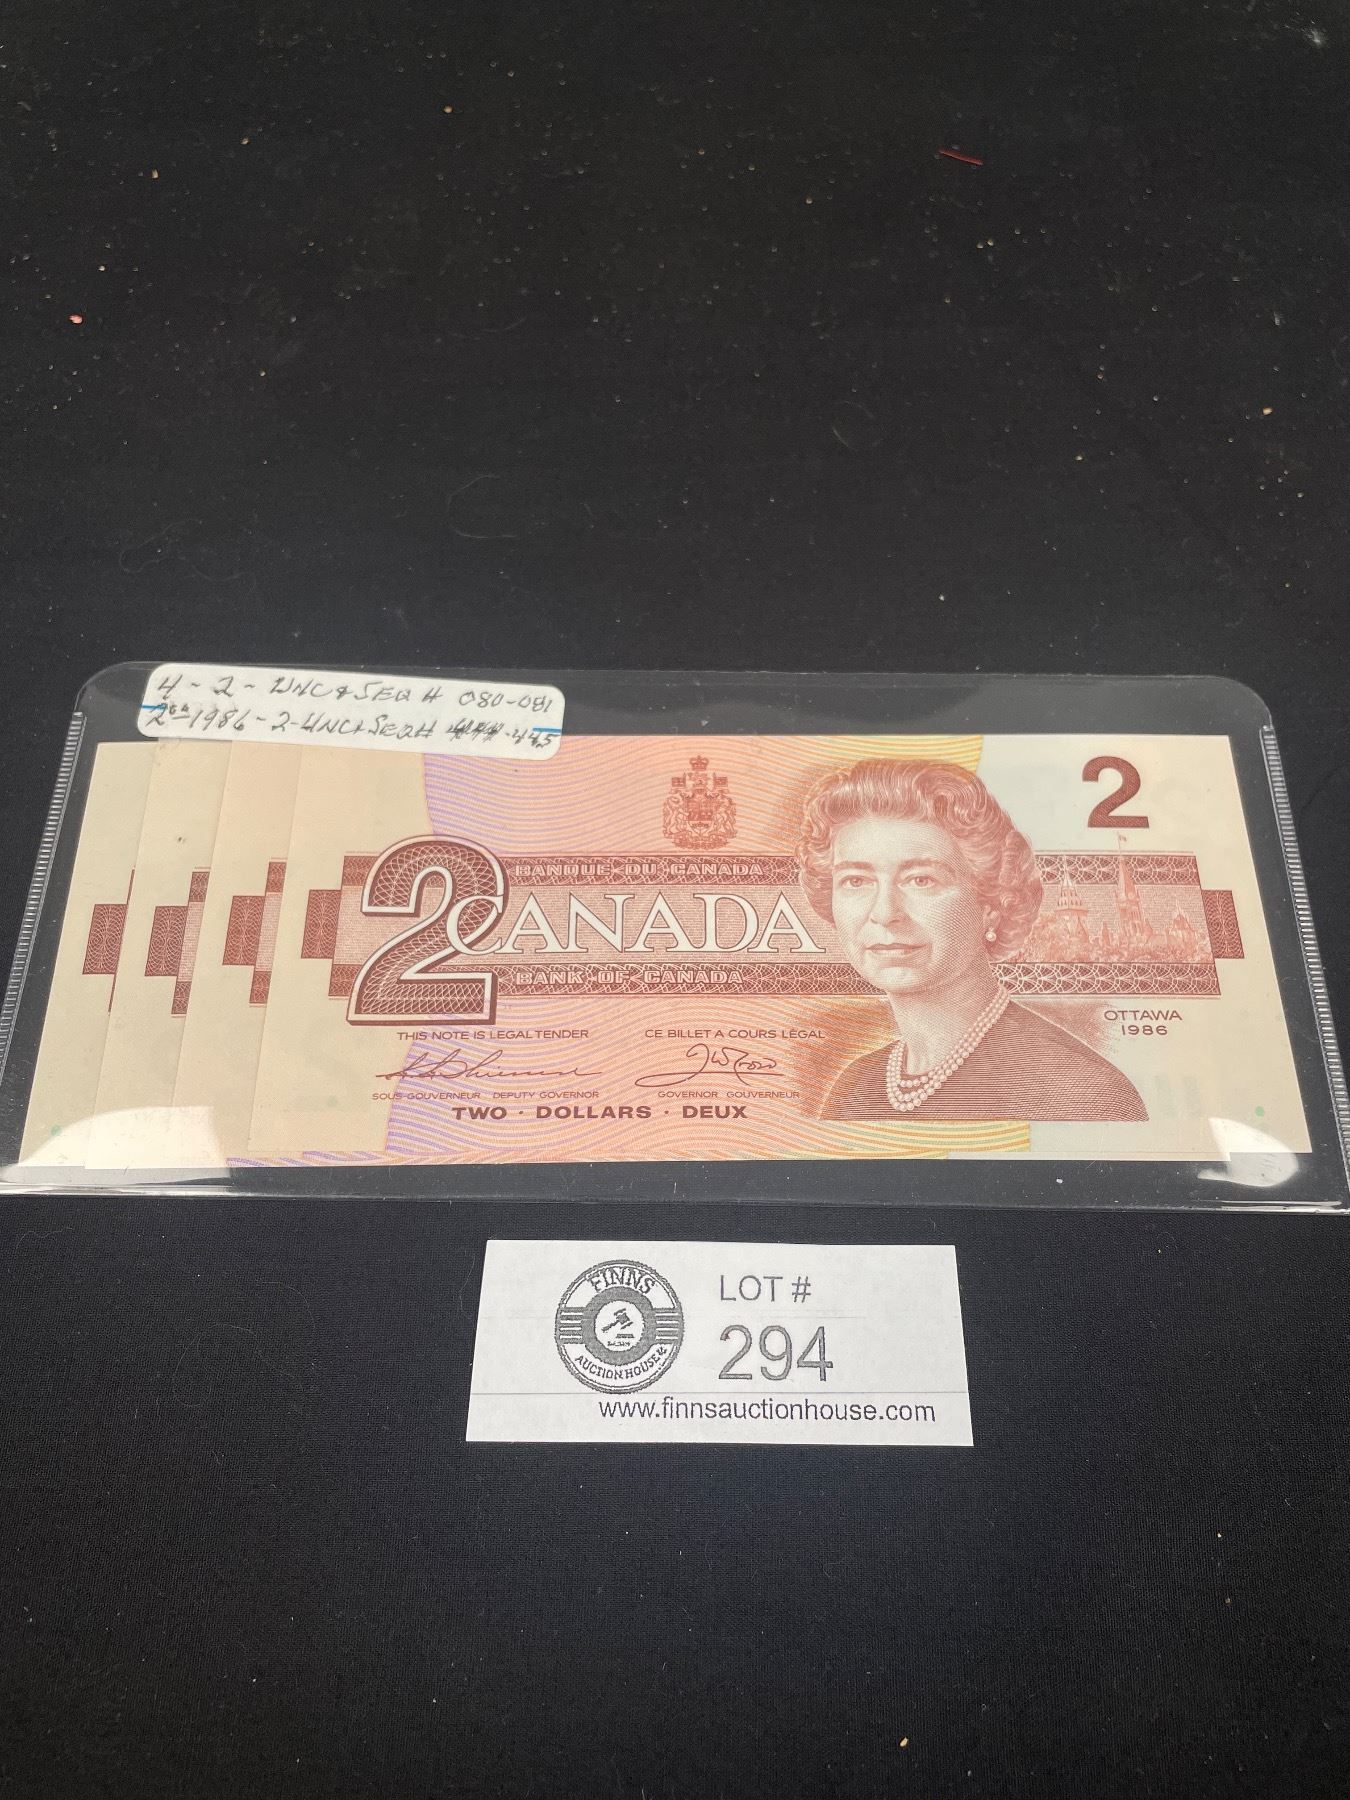 4 - 2 - UNC & SEQ # 080-081
1986 - 2 - UNC & SEQ # 445
2
BANQUE DU CANADA
2 CANADA
BANK OF CANADA
OTTAWA
1986
THIS NOTE IS LEGAL TENDER CE BILLET A COURS LÉGAL
SOUS-GOUVERNEUR DEPUTY GOVERNOR GOVERNOR GOUVERNEUR
TWO · DOLLARS · DEUX
FINNS
AUCTION HOUSE
LOT #
294
www.finnsauctionhouse.com